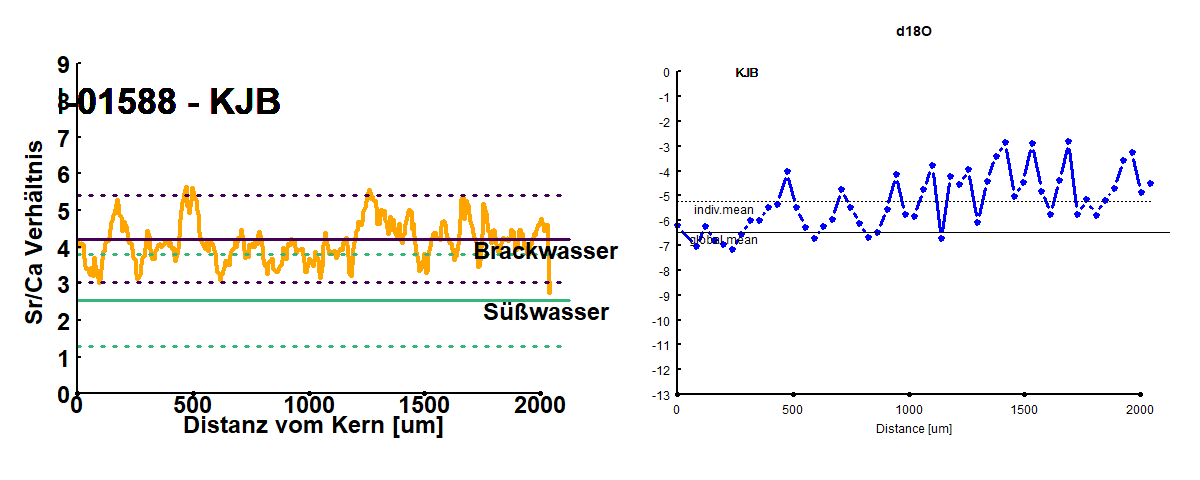 9
8
7
6
5
4
3
2
1
0
01588 - KJB
Sr/Ca Verhältnis
Brackwasser
Süßwasser
0 500 1000 1500 2000
Distanz vom Kern [um]
d18O
KJB
0
-1
-2
-3
-4
-5
-6
-7
-8
-9
-10
-11
-12
-13
indiv.mean
global.mean
0 500 1000 1500 2000
Distance [um]